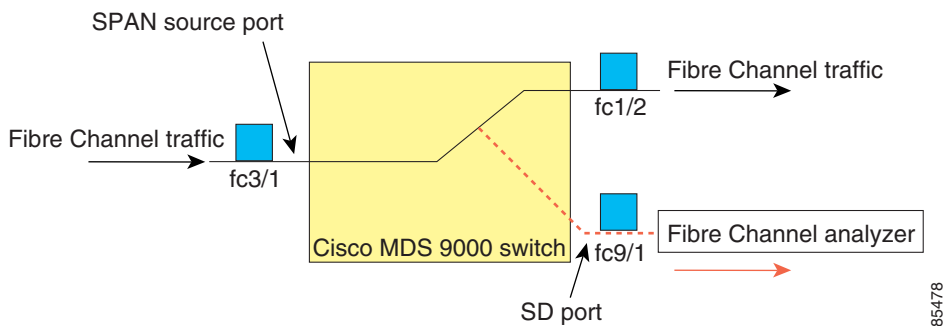 SPAN source port
Fibre Channel traffic
fc1/2
Fibre Channel traffic
fc3/1
Cisco MDS 9000 switch
fc9/1
Fibre Channel analyzer
SD port
85478